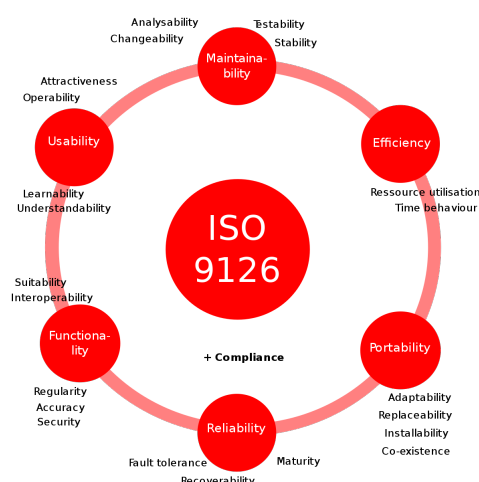 Analysability
Testability
Changeability
Stability
Maintaina-
bility
Attractiveness
Operability
Usability
Efficiency
Learnability
Understandability
Ressource utilisation
Time behaviour
ISO
9126
Suitability
Interoperability
Functiona-
lity
Portability
+ Compliance
Regularity
Accuracy
Security
Adaptability
Replaceability
Installability
Co-existence
Reliability
Fault tolerance
Maturity
Recoverability